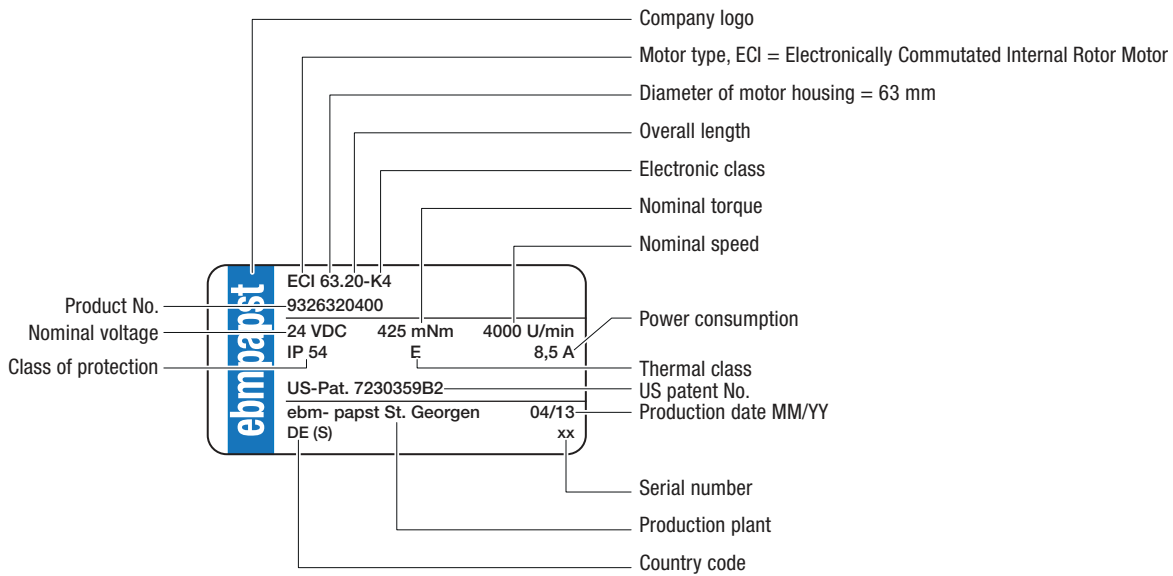 Company logo
Motor type, ECI = Electronically Commutated Internal Rotor Motor
Diameter of motor housing = 63 mm
Overall length
Electronic class
Nominal torque
Nominal speed
Product No.
Nominal voltage
Class of protection
ebmpapst
ECI 63.20-K4
9326320400
24 VDC 425 mNm 4000 U/min
IP 54 E 8,5 A
US-Pat. 7230359B2
ebm- papst St. Georgen 04/13
DE (S) xx
Power consumption
Thermal class
US patent No.
Production date MM/YY
Serial number
Production plant
Country code